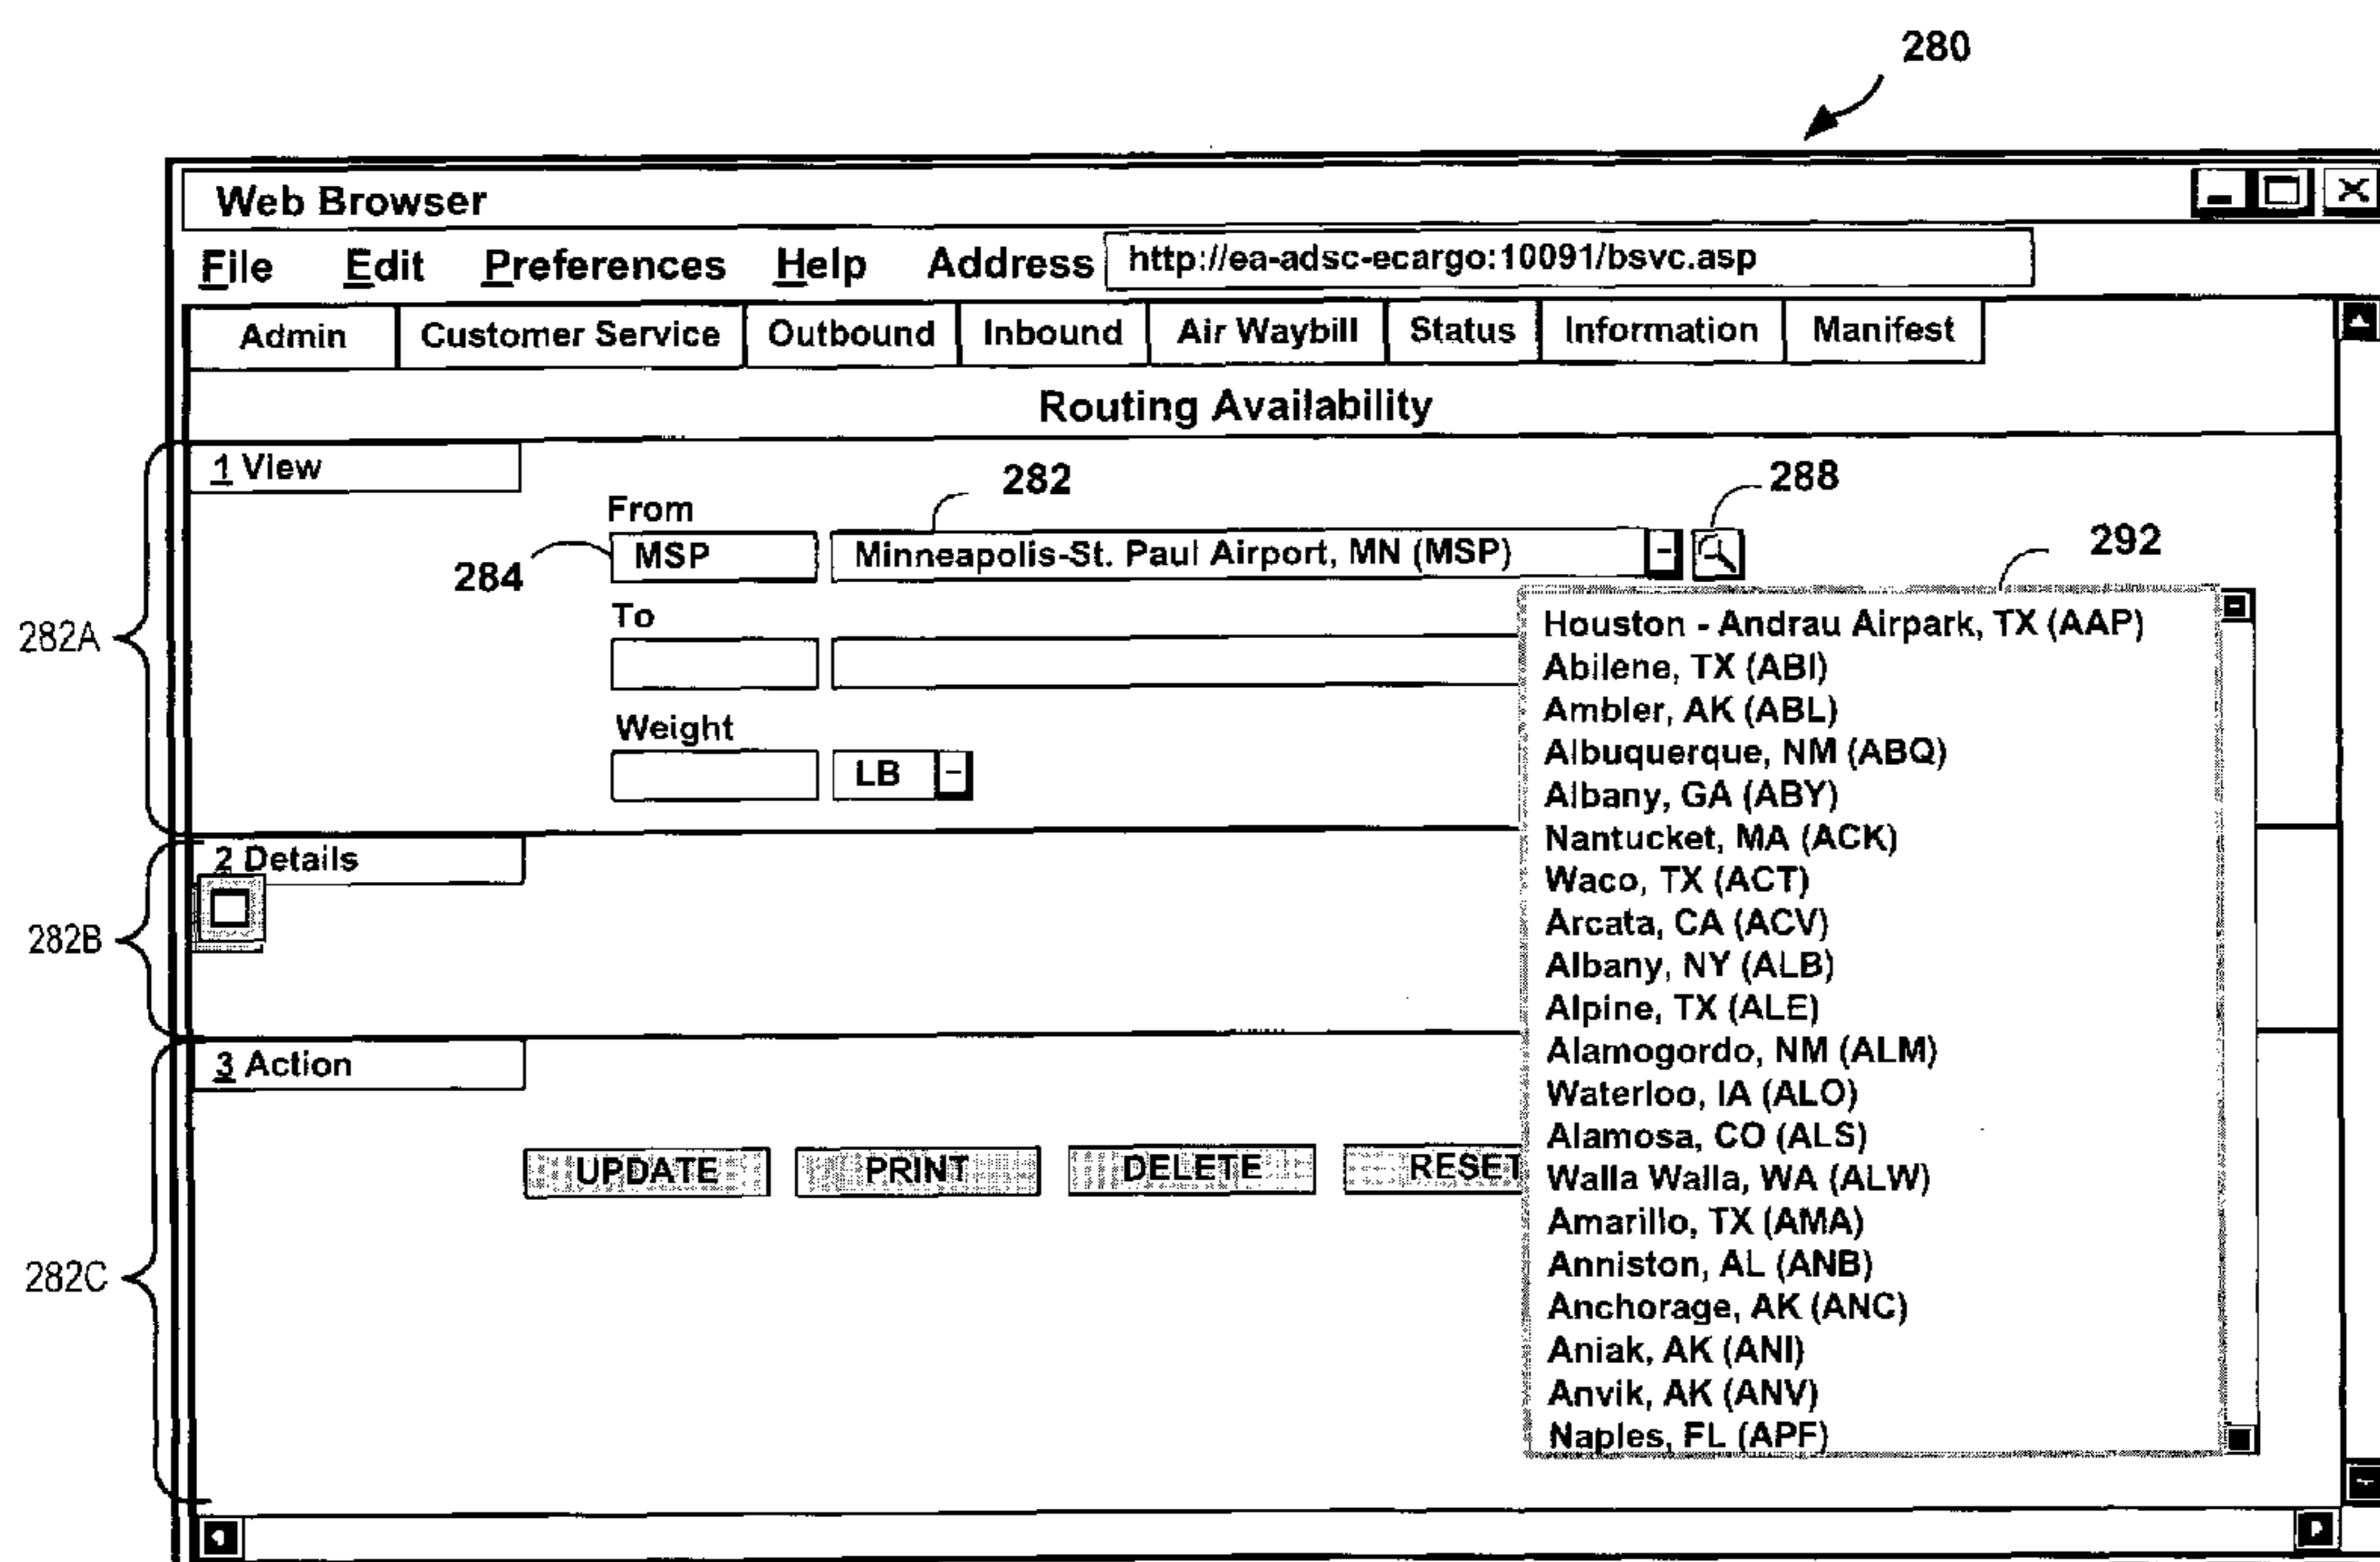 280
Web Browser
File Edit Preferences Help Address http://ea-adsc-ecargo:10091/bsvc.asp
Admin Customer Service Outbound Inbound Air Waybill Status Information Manifest
Routing Availability
1 View
282
288
From
284
MSP
Minneapolis-St. Paul Airport, MN (MSP)
292
282A
To
Weight
LB
Houston - Andrau Airpark, TX (AAP)
Abilene, TX (ABI)
Ambler, AK (ABL)
Albuquerque, NM (ABQ)
Albany, GA (ABY)
Nantucket, MA (ACK)
Waco, TX (ACT)
Arcata, CA (ACV)
Albany, NY (ALB)
Alpine, TX (ALE)
Alamogordo, NM (ALM)
Waterloo, IA (ALO)
Alamosa, CO (ALS)
Walla Walla, WA (ALW)
Amarillo, TX (AMA)
Anniston, AL (ANB)
Anchorage, AK (ANC)
Aniak, AK (ANI)
Anvik, AK (ANV)
Naples, FL (APF)
2 Details
282B
3 Action
UPDATE PRINT DELETE RESET
282C